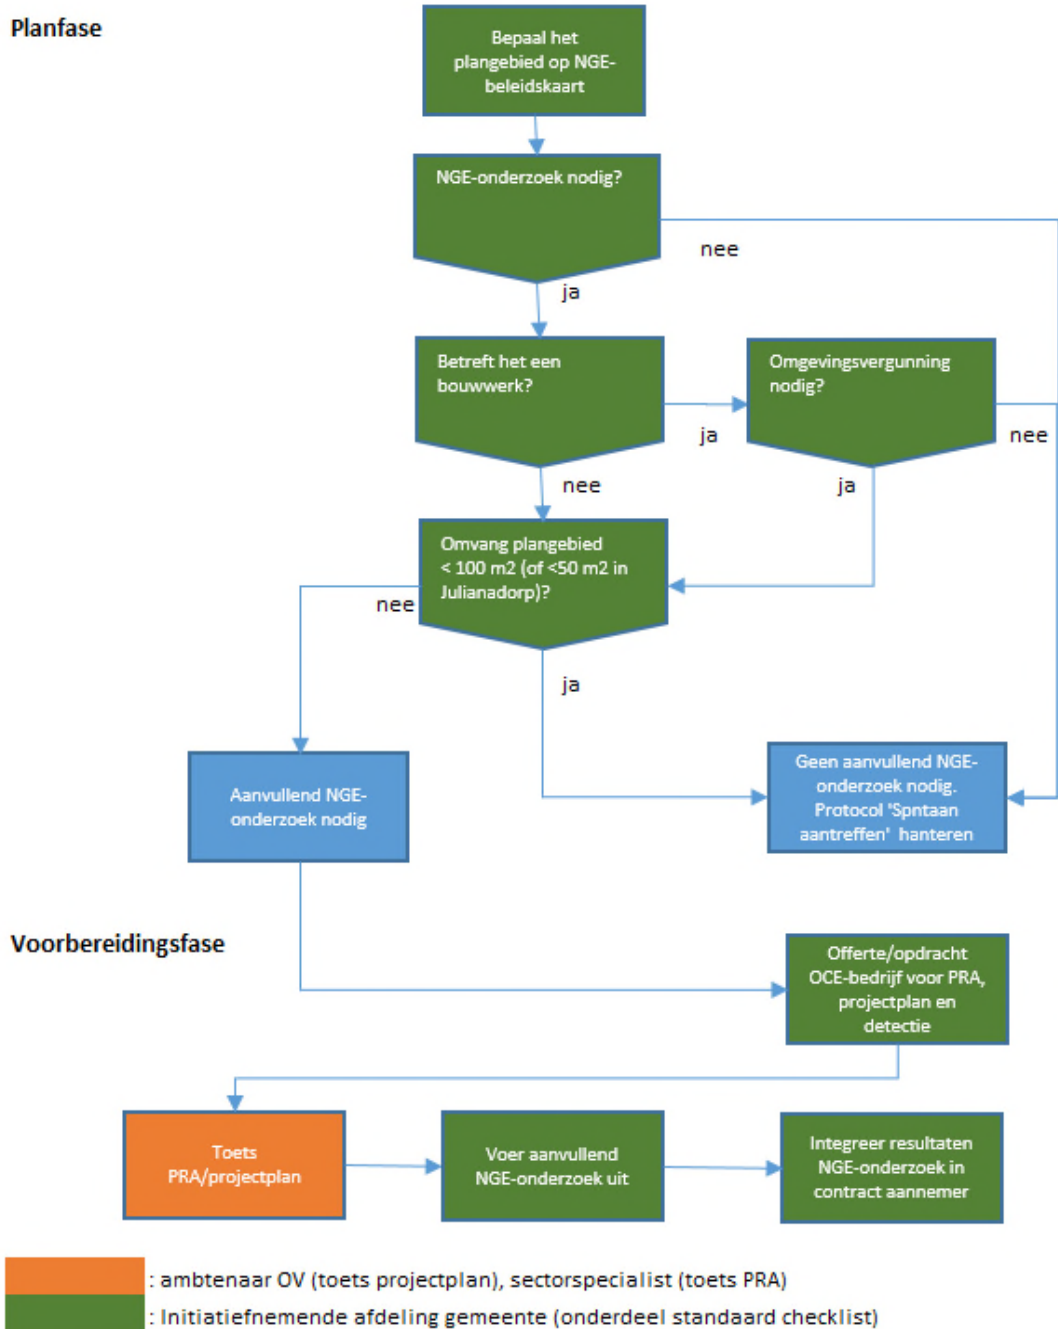 Planfase
Bepaal het
plangebied op NGE-
beleidskaart
NGE-onderzoek nodig?
nee
ja
Betreft het een
bouwwerk?
Omgevingsvergunning
nodig?
ja
nee
nee
ja
Omvang plangebied
< 100 m2 (of <50 m2 in
Julianadorp)?
nee
ja
Aanvullend NGE-
onderzoek nodig
Geen aanvullend NGE-
onderzoek nodig.
Protocol 'Spntaan
aantreffen' hanteren
Voorbereidingsfase
Offerte/opdracht
OCE-bedrijf voor PRA,
projectplan en
detectie
Toets
PRA/projectplan
Voer aanvullend
NGE-onderzoek uit
Integreer resultaten
NGE-onderzoek in
contract aannemer
: ambtenaar OV (toets projectplan), sectorspecialist (toets PRA)
: Initiatiefnemende afdeling gemeente (onderdeel standaard checklist)